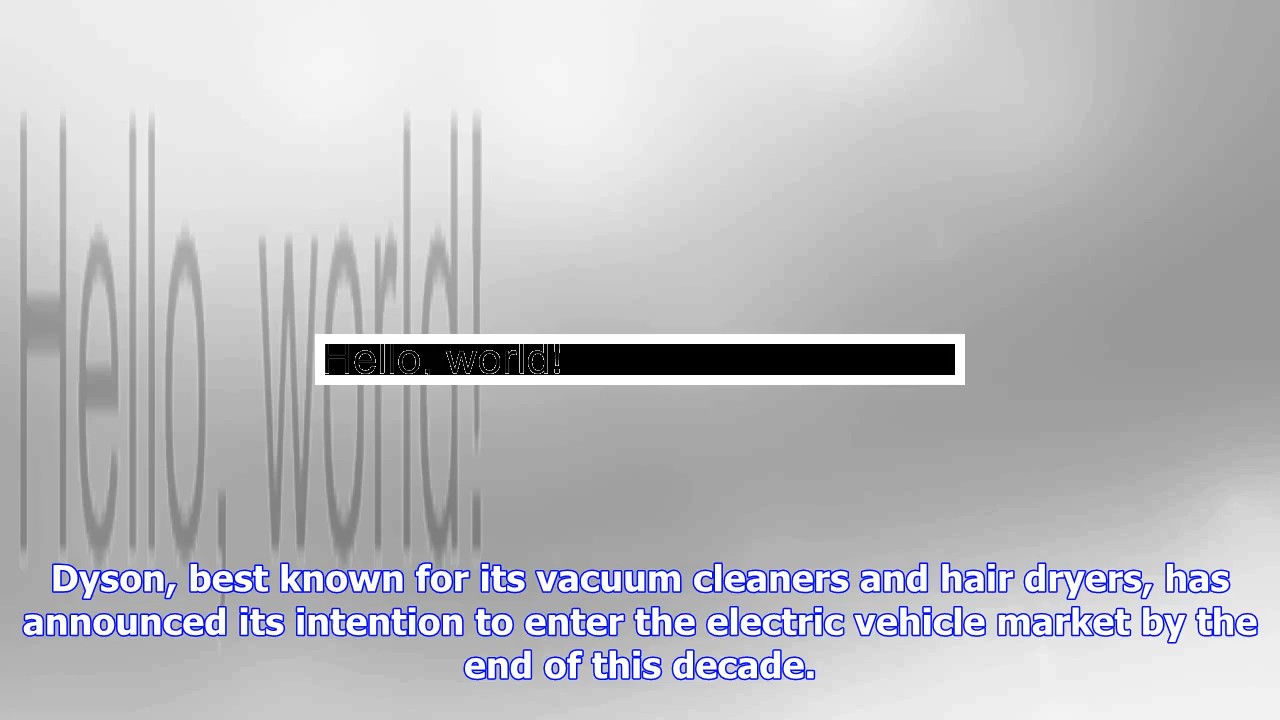 Hello, world!
Hello, world!
Dyson, best known for its vacuum cleaners and hair dryers, has
announced its intention to enter the electric vehicle market by the
end of this decade.